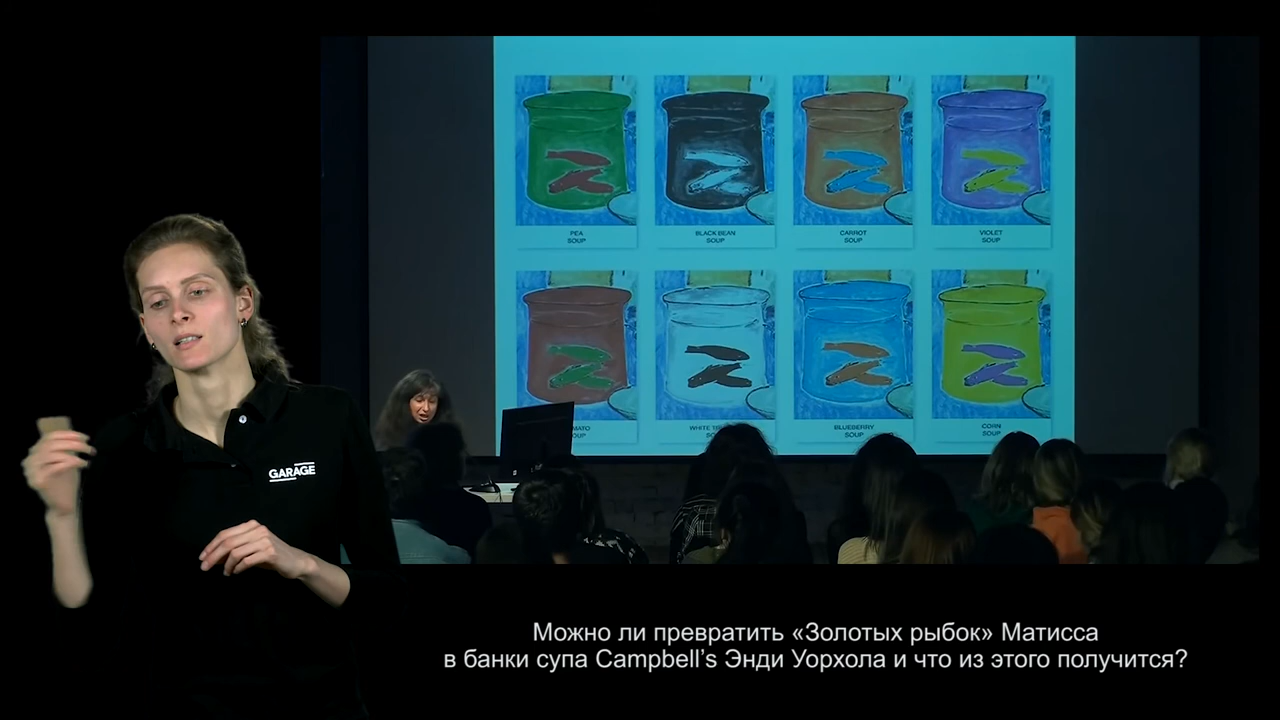 PEA
SOUP
BLACK BEAN
SOUP
CARROT
SOUP
VIOLET
SOUP
WHITE
BLUEBERRY
SOUP
CORN
SOUP
GARAGE
Можно ли превратить «Золотых рыбок» Матисса
в банки супа Campbell’s Энди Уорхола и что из этого получится?